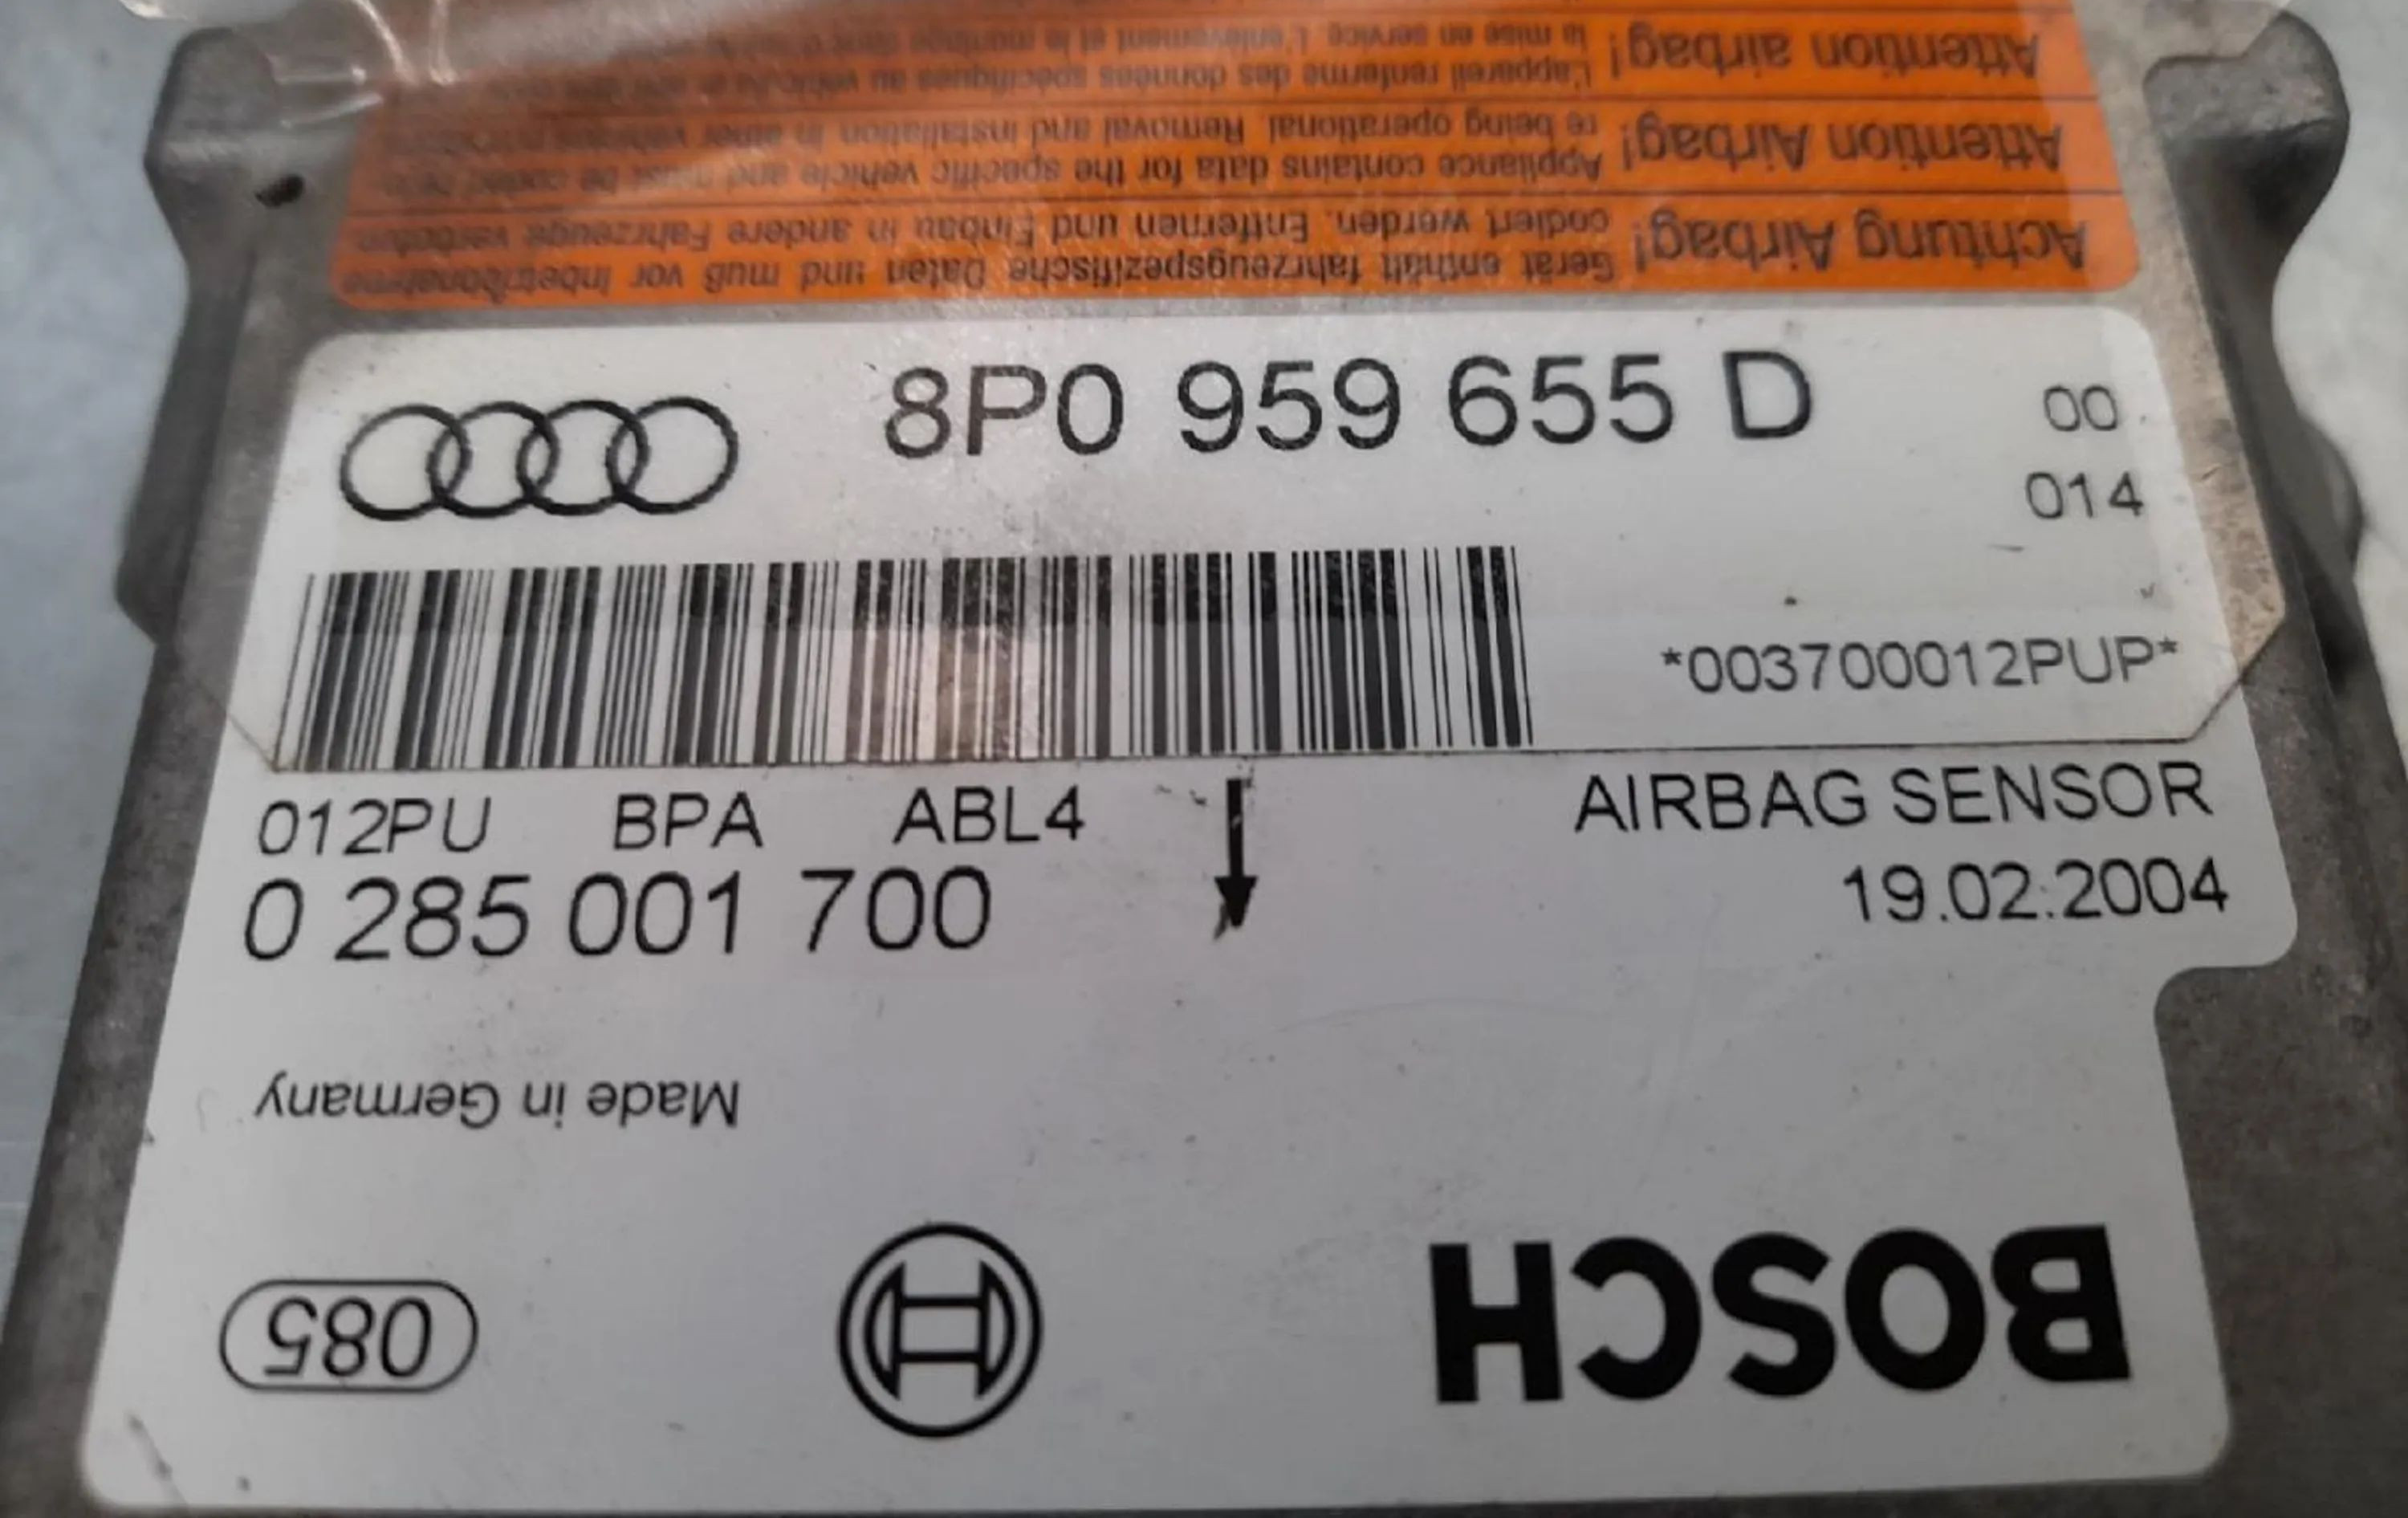 Attention airbag!
L'appareil renferme des données spécifiques au véhicule et
la mise en service. L'enlèvement et le montage dans
Attention Airbag!
Appliance contains data for the specific vehicle and must be coded
re being operational. Removal and installation in other vehicles
Achtung Airbag!
Gerät enthält fahrzeugspezifische Daten und muß vor Inbetriebnahme
codiert werden. Entfernen und Einbau in andere Fahrzeuge verboten
8P0 959 655 D
00
014
*003700012PUP*
012PU BPA ABL4
AIRBAG SENSOR
0 285 001 700
19.02.2004
Made in Germany
085
BOSCH